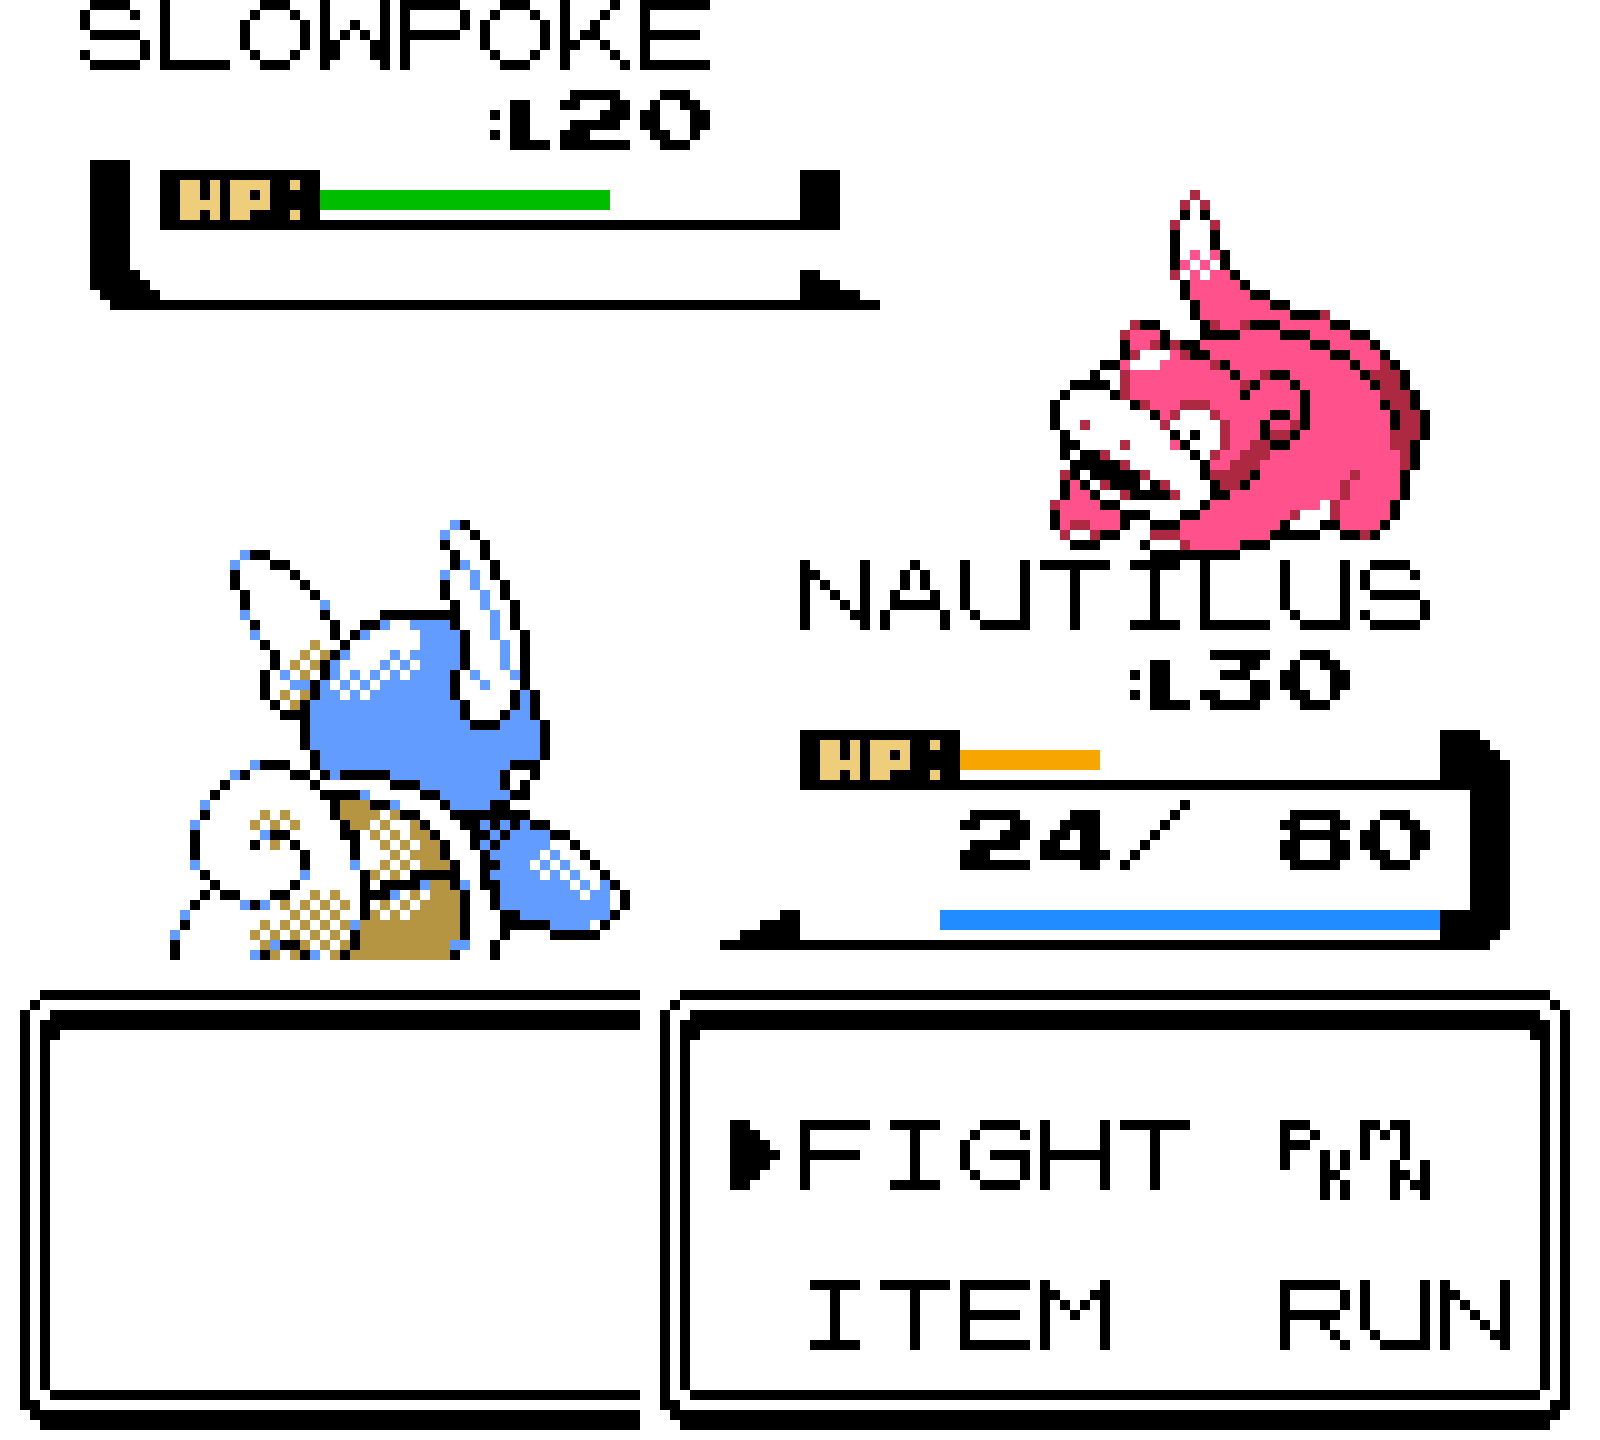 SLOWPOKE
:L20
HP:
NAUTILUS
:L30
HP:
24/ 80
▶FIGHT PKMN
ITEM RUN